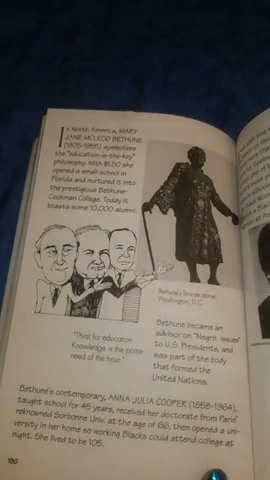 In North America, MARY
JANE MCLEOD BETHUNE
(1875-1955) symbolizes
the "education-is-the-key"
philosophy. With $1.50 she
opened a small school in
Florida and nurtured it into
the prestigious Bethune-
Cookman College. Today it
boasts some 10,000 alumni.
Bethune's bronze statue,
Washington, D.C.
"Thirst for education
Knowledge is the prime
need of the hour."
Bethune became an
advisor on "Negro issues"
to U.S. Presidents, and
was part of the body
that formed the
United Nations.
Bethune's contemporary, ANNA JULIA COOPER (1858-1964),
taught school for 45 years, received her doctorate from Paris'
reknowned Sorbonne Univ. at the age of 66, then opened a uni-
versity in her home so working Blacks could attend college at
night. She lived to be 105.
130